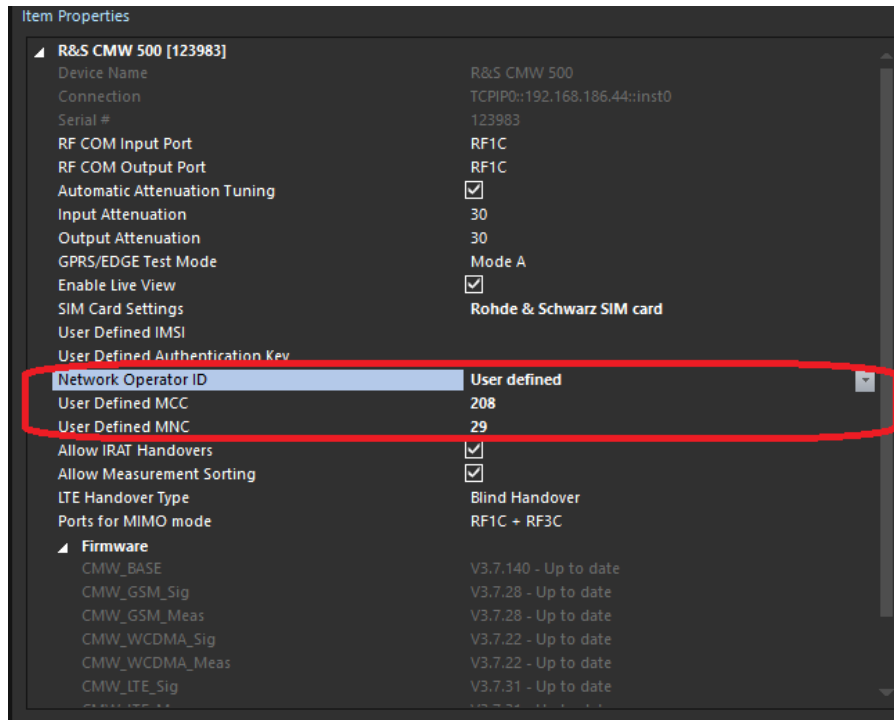 Item Properties
R&S CMW 500 [123983]
Device Name R&S CMW 500
Connection TCPIP0::192.168.186.44::inst0
Serial # 123983
RF COM Input Port RF1C
RF COM Output Port RF1C
Automatic Attenuation Tuning
Input Attenuation 30
Output Attenuation 30
GPRS/EDGE Test Mode Mode A
Enable Live View
SIM Card Settings Rohde & Schwarz SIM card
User Defined IMSI
User Defined Authentication Key
Network Operator ID User defined
User Defined MCC 208
User Defined MNC 29
Allow IRAT Handovers
Allow Measurement Sorting
LTE Handover Type Blind Handover
Ports for MIMO mode RF1C + RF3C
Firmware
CMW_BASE V3.7.140 - Up to date
CMW_GSM_Sig V3.7.28 - Up to date
CMW_GSM_Meas V3.7.28 - Up to date
CMW_WCDMA_Sig V3.7.22 - Up to date
CMW_WCDMA_Meas V3.7.22 - Up to date
CMW_LTE_Sig V3.7.31 - Up to date